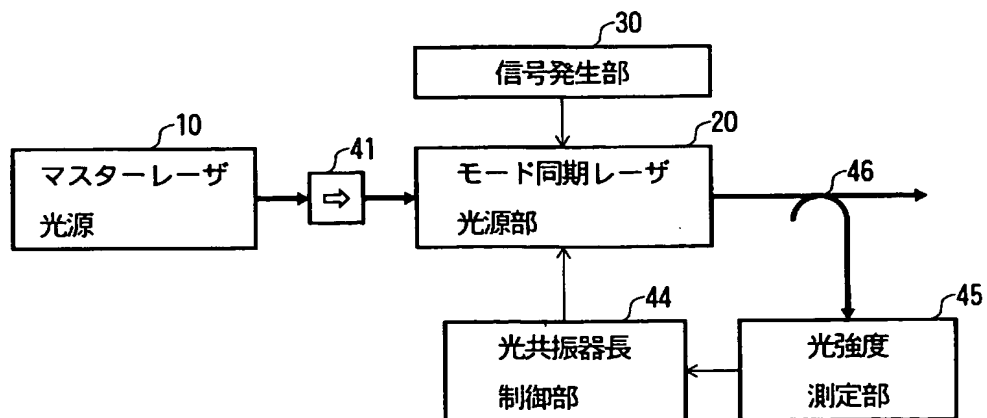 30
信号発生部
10
マスターレーザ
光源
41
⇨
20
モード同期レーザ
光源部
46
44
光共振器長
制御部
45
光強度
測定部